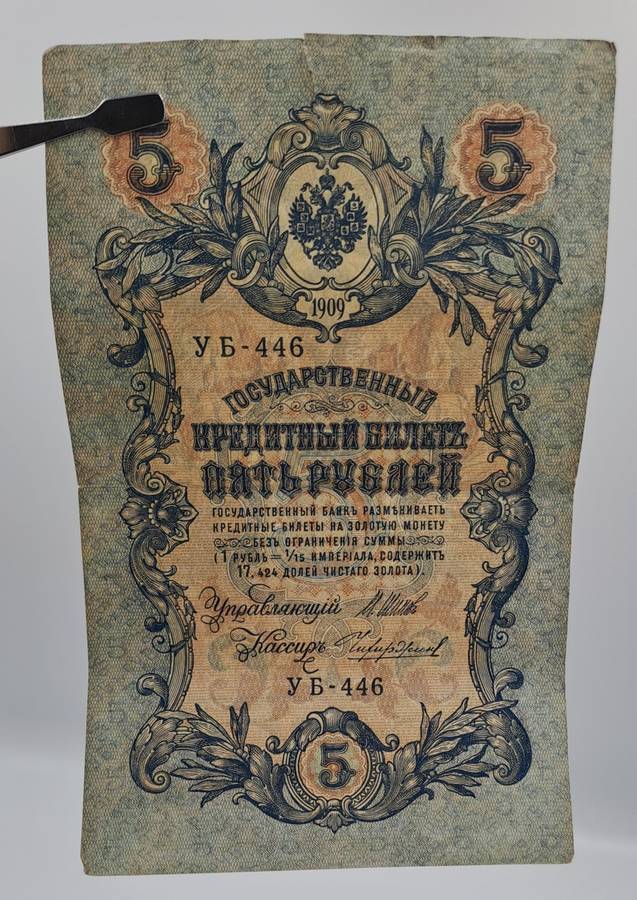 5 5
1909
УБ-446
ГОСУДАРСТВЕННЫЙ
КРЕДИТНЫЙ БИЛЕТЪ
ПЯТЬ РУБЛЕЙ
ГОСУДАРСТВЕННЫЙ БАНКЪ РАЗМѢНИВАЕТЪ
КРЕДИТНЫЕ БИЛЕТЫ НА ЗОЛОТУЮ МОНЕТУ
БЕЗЪ ОГРАНИЧЕНІЯ СУММЫ
(1 РУБЛЬ = 1/15 ИМПЕРІАЛА, СОДЕРЖИТЪ
17,424 ДОЛЕЙ ЧИСТАГО ЗОЛОТА).
Управляющій
Кассиръ
УБ-446
5